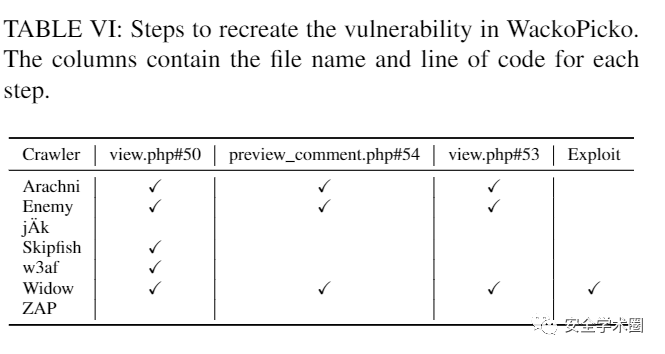 TABLE VI: Steps to recreate the vulnerability in WackoPicko.
The columns contain the file name and line of code for each
step.
Crawler view.php#50 preview_comment.php#54 view.php#53 Exploit
Arachni ✓ ✓ ✓
Enemy ✓ ✓ ✓
jÄk
Skipfish ✓
w3af ✓
Widow ✓ ✓ ✓ ✓
ZAP
安全学术圈